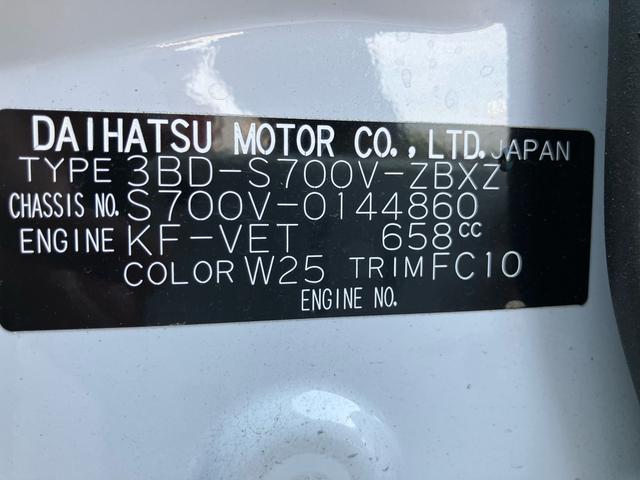 DAIHATSU MOTOR CO., LTD. JAPAN
TYPE 3BD-S700V-ZBXZ
CHASSIS NO. S700V-0144860
ENGINE KF-VET 658cc
COLOR W25 TRIM FC10
ENGINE NO.